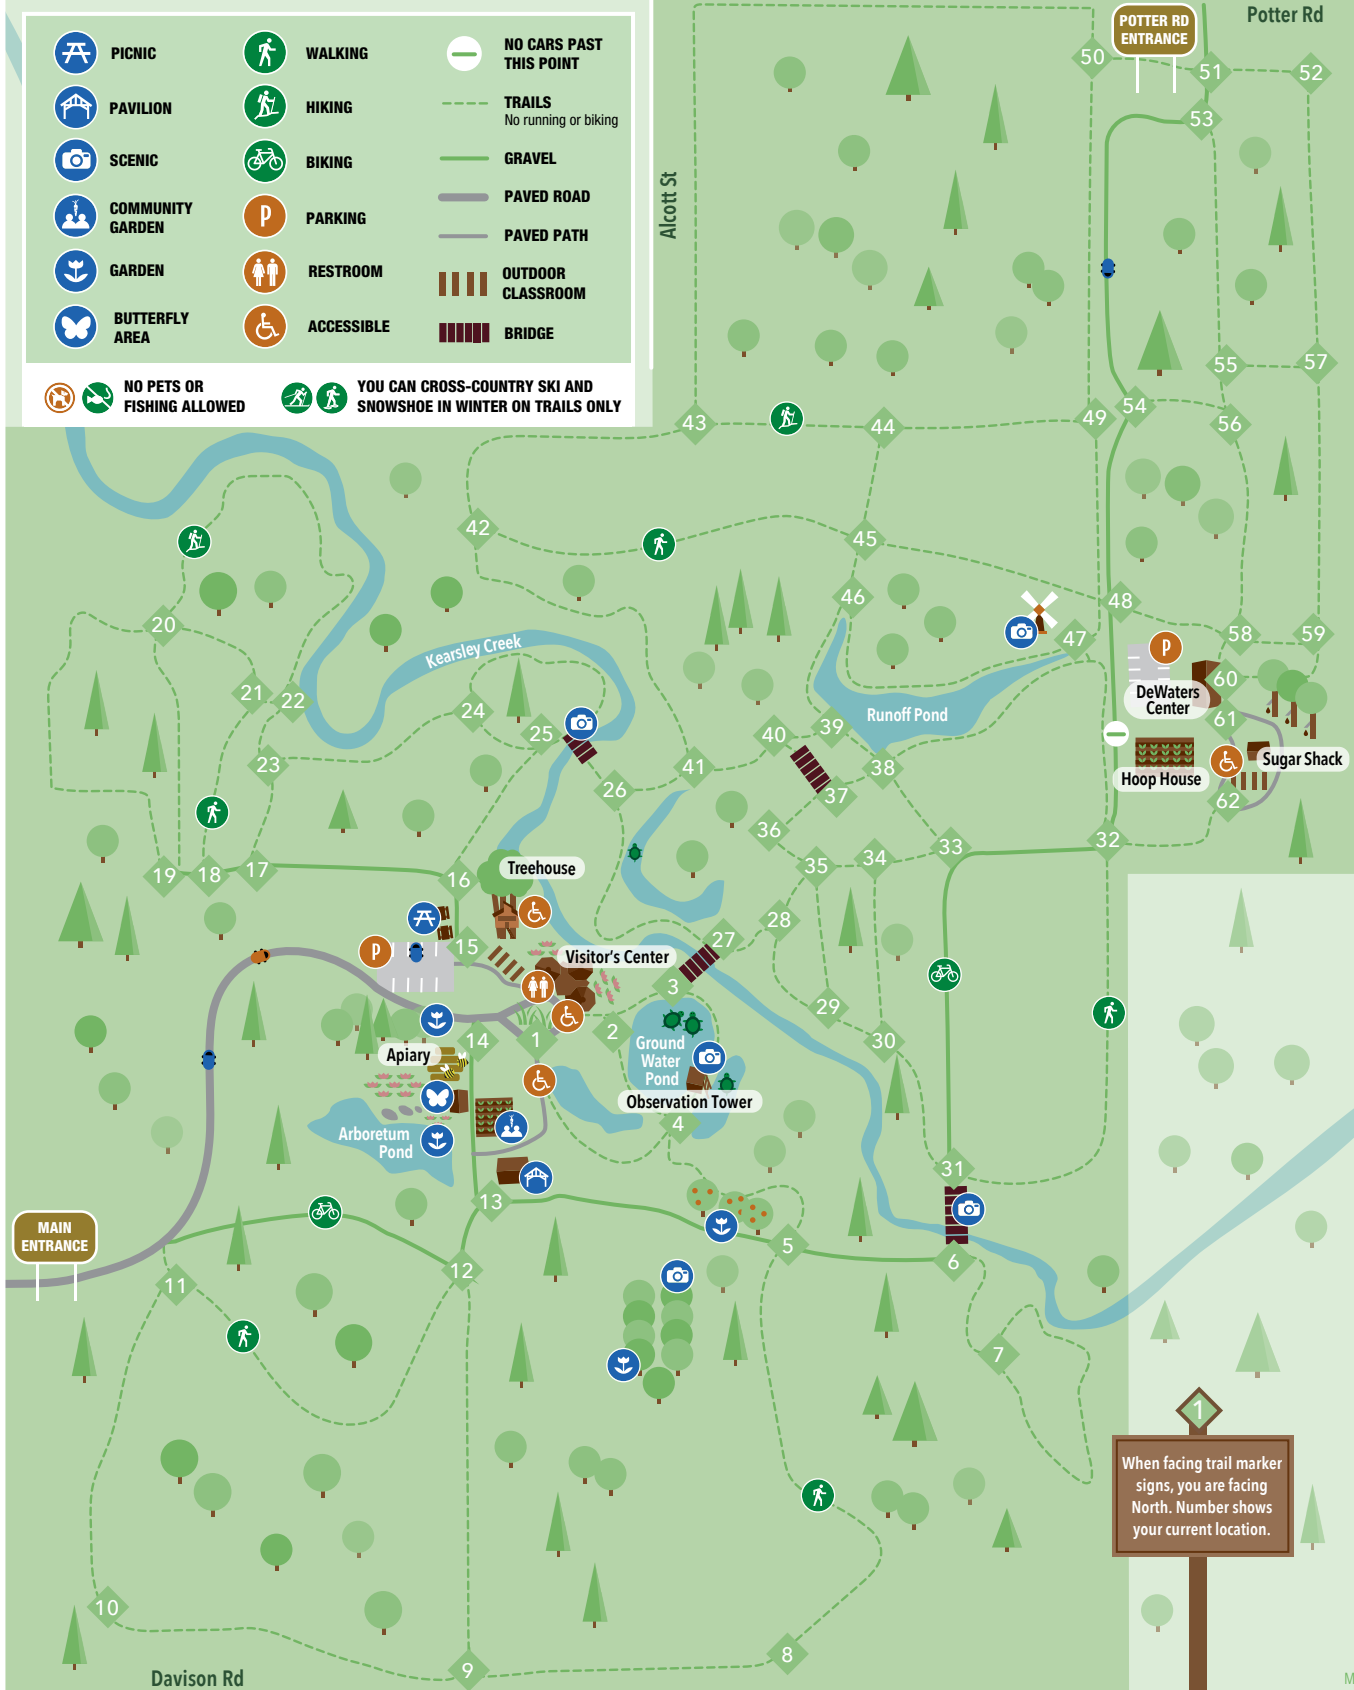 PICNIC
PAVILION
SCENIC
COMMUNITY
GARDEN
GARDEN
BUTTERFLY
AREA
WALKING
HIKING
BIKING
P
PARKING
RESTROOM
ACCESSIBLE
NO CARS PAST
THIS POINT
TRAILS
No running or biking
GRAVEL
PAVED ROAD
PAVED PATH
OUTDOOR
CLASSROOM
BRIDGE
NO PETS OR
FISHING ALLOWED
YOU CAN CROSS-COUNTRY SKI AND
SNOWSHOE IN WINTER ON TRAILS ONLY
Alcott St
Potter Rd
POTTER RD
ENTRANCE
50
51
52
53
54
55
57
56
49
43
44
42
45
46
48
47
58
59
60
P
DeWaters
Center
61
Sugar Shack
Hoop House
62
32
20
21
22
23
24
25
Kearsley Creek
26
41
40
39
Runoff Pond
38
37
36
35
34
33
28
27
29
30
19
18
17
16
Treehouse
15
P
Visitor's Center
3
2
1
14
Ground
Water
Pond
Observation Tower
4
Apiary
Arboretum
Pond
13
12
11
MAIN
ENTRANCE
5
6
31
7
8
9
10
Davison Rd
1
When facing trail marker
signs, you are facing
North. Number shows
your current location.
M